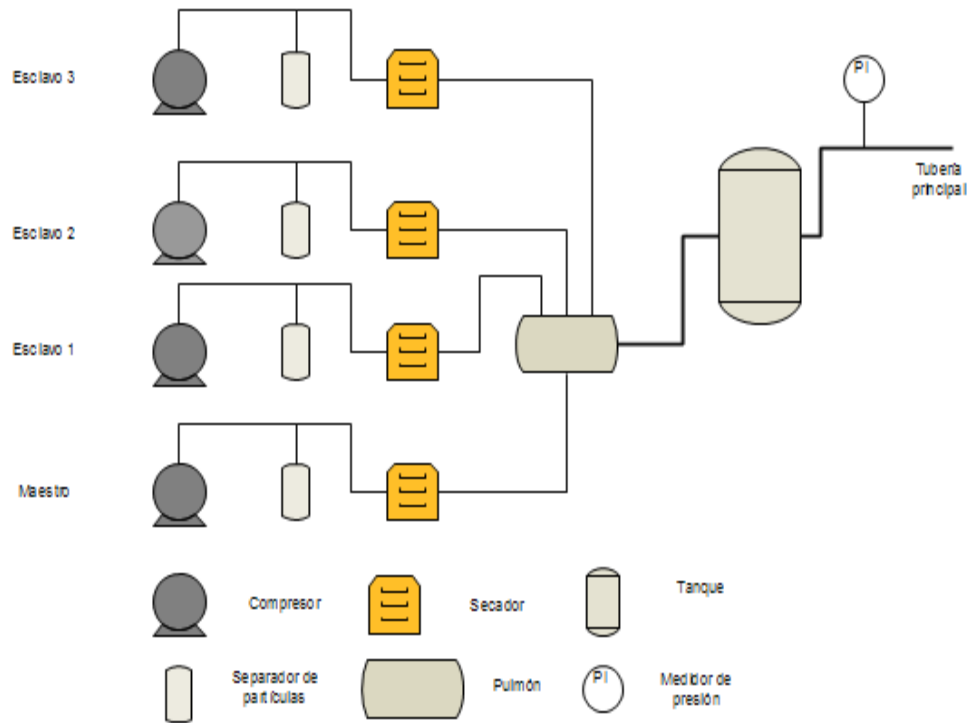 Esclavo 3
PI
Tubería
principal
Esclavo 2
Esclavo 1
Maestro
Compresor
Secador
Tanque
Separador de
partículas
Pulmón
PI
Medidor de
presión